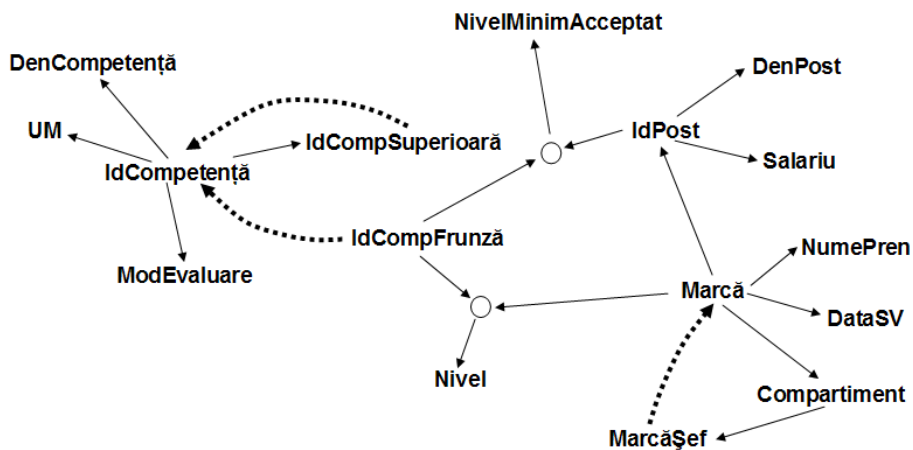 NivelMinimAcceptat
DenCompetență
DenPost
UM
IdCompSuperioară
IdPost
IdCompetență
Salariu
IdCompFrunză
ModEvaluare
NumePren
Marcă
DataSV
Nivel
Compartiment
MarcăŞef